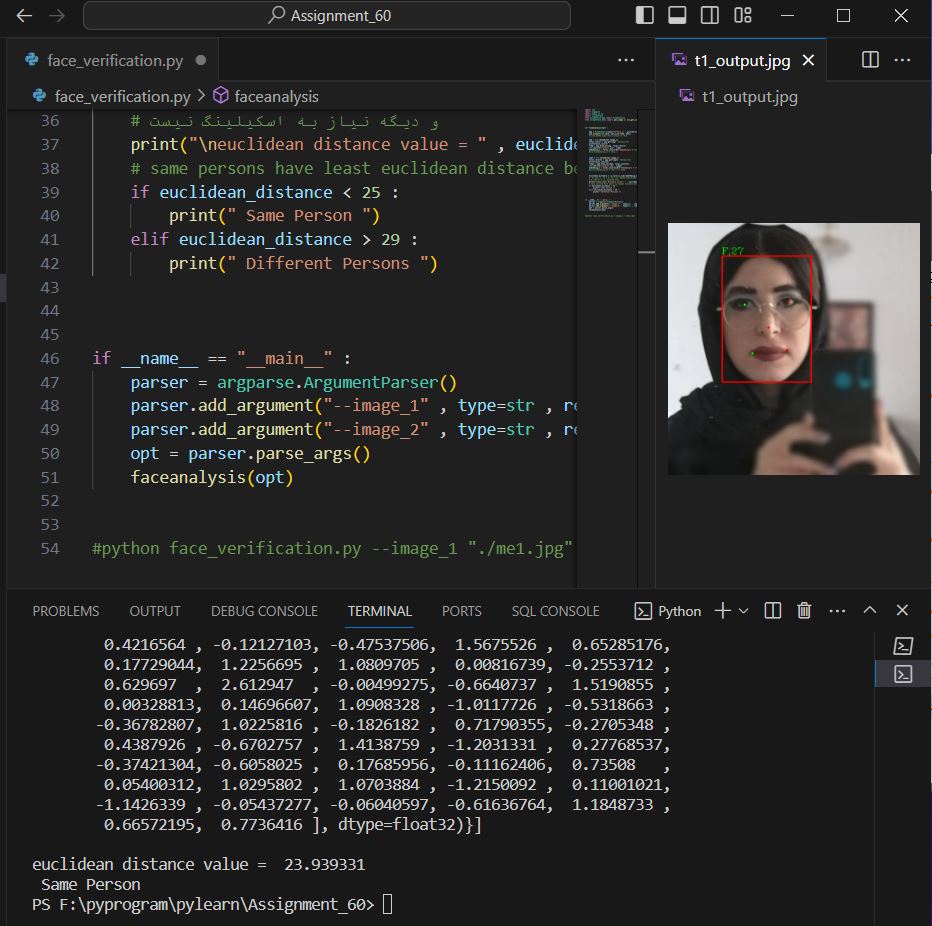 Assignment_60
face_verification.py
t1_output.jpg
face_verification.py > faceanalysis
t1_output.jpg
36 # و دیگه نیاز به اسکیلینگ نیست
37 print("\neuclidean distance value = " , euclide
38 # same persons have least euclidean distance be
39 if euclidean_distance < 25 :
40 print(" Same Person ")
41 elif euclidean_distance > 29 :
42 print(" Different Persons ")
43
44
45
46 if __name__ == "__main__" :
47 parser = argparse.ArgumentParser()
48 parser.add_argument("--image_1" , type=str , re
49 parser.add_argument("--image_2" , type=str , re
50 opt = parser.parse_args()
51 faceanalysis(opt)
52
53
54 #python face_verification.py --image_1 "./me1.jpg"
F,27
PROBLEMS OUTPUT DEBUG CONSOLE TERMINAL PORTS SQL CONSOLE Python
0.4216564 , -0.12127103, -0.47537506, 1.5675526 , 0.65285176,
0.17729044, 1.2256695 , 1.0809705 , 0.00816739, -0.2553712 ,
0.629697 , 2.612947 , -0.00499275, -0.6640737 , 1.5190855 ,
0.00328813, 0.14696607, 1.0908328 , -1.0117726 , -0.5318663 ,
-0.36782807, 1.0225816 , -0.1826182 , 0.71790355, -0.2705348 ,
0.4387926 , -0.6702757 , 1.4138759 , -1.2031331 , 0.27768537,
-0.37421304, -0.6058025 , 0.17685956, -0.11162406, 0.73508 ,
0.05400312, 1.0295802 , 1.0703884 , -1.2150092 , 0.11001021,
-1.1426339 , -0.05437277, -0.06040597, -0.61636764, 1.1848733 ,
0.66572195, 0.7736416 ], dtype=float32)}]
euclidean distance value = 23.939331
Same Person
PS F:\pyprogram\pylearn\Assignment_60>